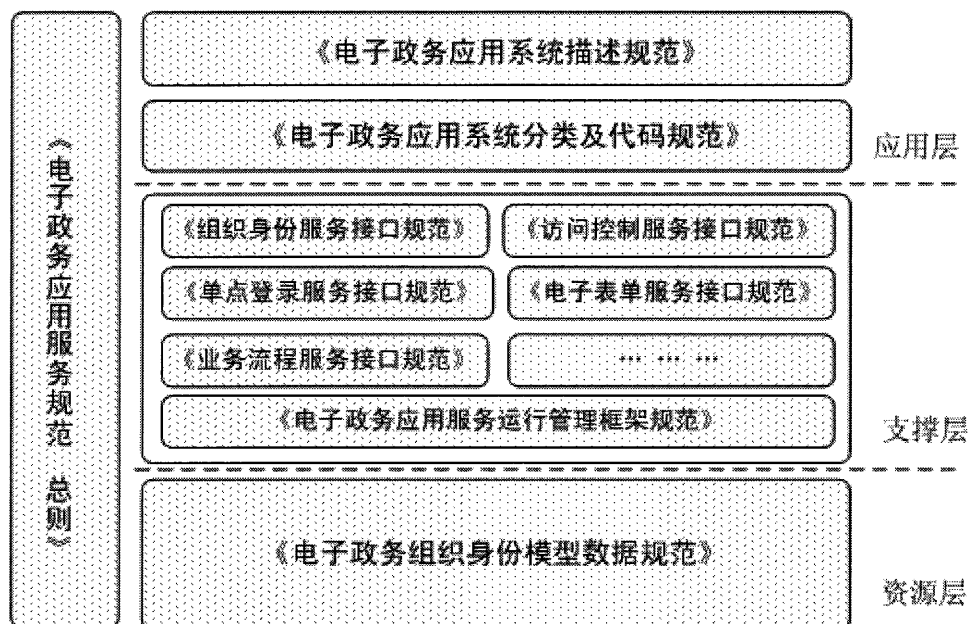 《电子政务应用服务规范 总则》
《电子政务应用系统描述规范》
《电子政务应用系统分类及代码规范》
应用层
《组织身份服务接口规范》
《访问控制服务接口规范》
《单点登录服务接口规范》
《电子表单服务接口规范》
《业务流程服务接口规范》
… … …
《电子政务应用服务运行管理框架规范》
支撑层
《电子政务组织身份模型数据规范》
资源层